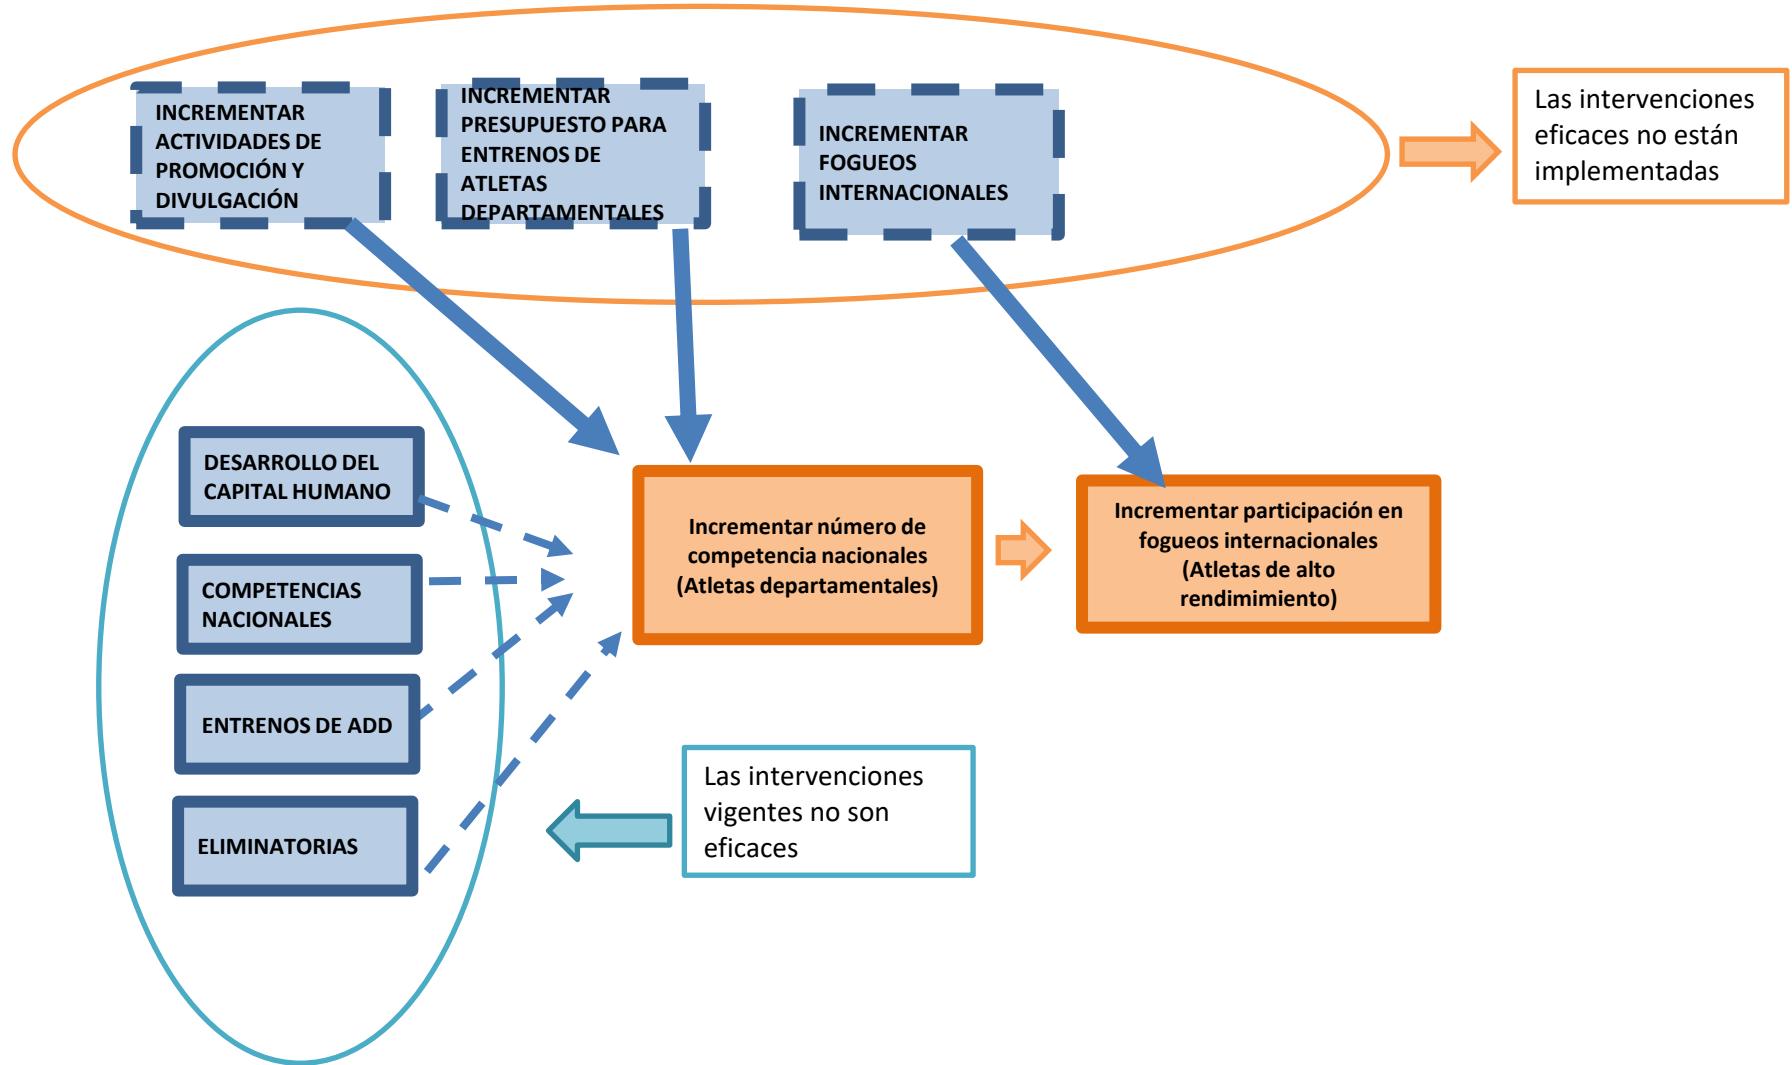 INCREMENTAR
ACTIVIDADES DE
PROMOCIÓN Y
DIVULGACIÓN
INCREMENTAR
PRESUPUESTO PARA
ENTRENOS DE
ATLETAS
DEPARTAMENTALES
INCREMENTAR
FOGUEOS
INTERNACIONALES
Las intervenciones
eficaces no están
implementadas
DESARROLLO DEL
CAPITAL HUMANO
COMPETENCIAS
NACIONALES
ENTRENOS DE ADD
ELIMINATORIAS
Incrementar número de
competencia nacionales
(Atletas departamentales)
Incrementar participación en
fogueos internacionales
(Atletas de alto
rendimimiento)
Las intervenciones
vigentes no son
eficaces